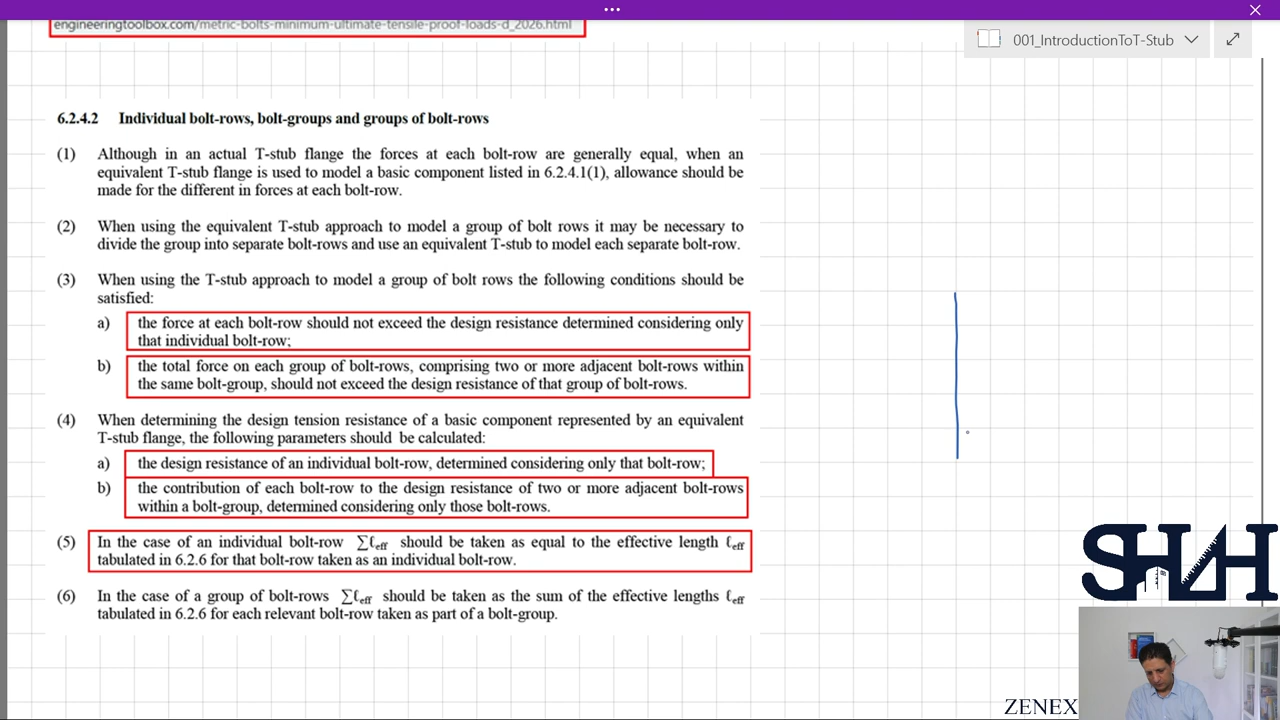 engineeringtoolbox.com/metric-bolts-minimum-ultimate-tensile-proof-loads-d_2026.html
001_IntroductionToT-Stub
6.2.4.2 Individual bolt-rows, bolt-groups and groups of bolt-rows
(1) Although in an actual T-stub flange the forces at each bolt-row are generally equal, when an
equivalent T-stub flange is used to model a basic component listed in 6.2.4.1(1), allowance should be
made for the different in forces at each bolt-row.
(2) When using the equivalent T-stub approach to model a group of bolt rows it may be necessary to
divide the group into separate bolt-rows and use an equivalent T-stub to model each separate bolt-row.
(3) When using the T-stub approach to model a group of bolt rows the following conditions should be
satisfied:
a) the force at each bolt-row should not exceed the design resistance determined considering only
that individual bolt-row;
b) the total force on each group of bolt-rows, comprising two or more adjacent bolt-rows within
the same bolt-group, should not exceed the design resistance of that group of bolt-rows.
(4) When determining the design tension resistance of a basic component represented by an equivalent
T-stub flange, the following parameters should be calculated:
a) the design resistance of an individual bolt-row, determined considering only that bolt-row;
b) the contribution of each bolt-row to the design resistance of two or more adjacent bolt-rows
within a bolt-group, determined considering only those bolt-rows.
(5) In the case of an individual bolt-row ∑ℓeff should be taken as equal to the effective length ℓeff
tabulated in 6.2.6 for that bolt-row taken as an individual bolt-row.
(6) In the case of a group of bolt-rows ∑ℓeff should be taken as the sum of the effective lengths ℓeff
tabulated in 6.2.6 for each relevant bolt-row taken as part of a bolt-group.
ZENEX